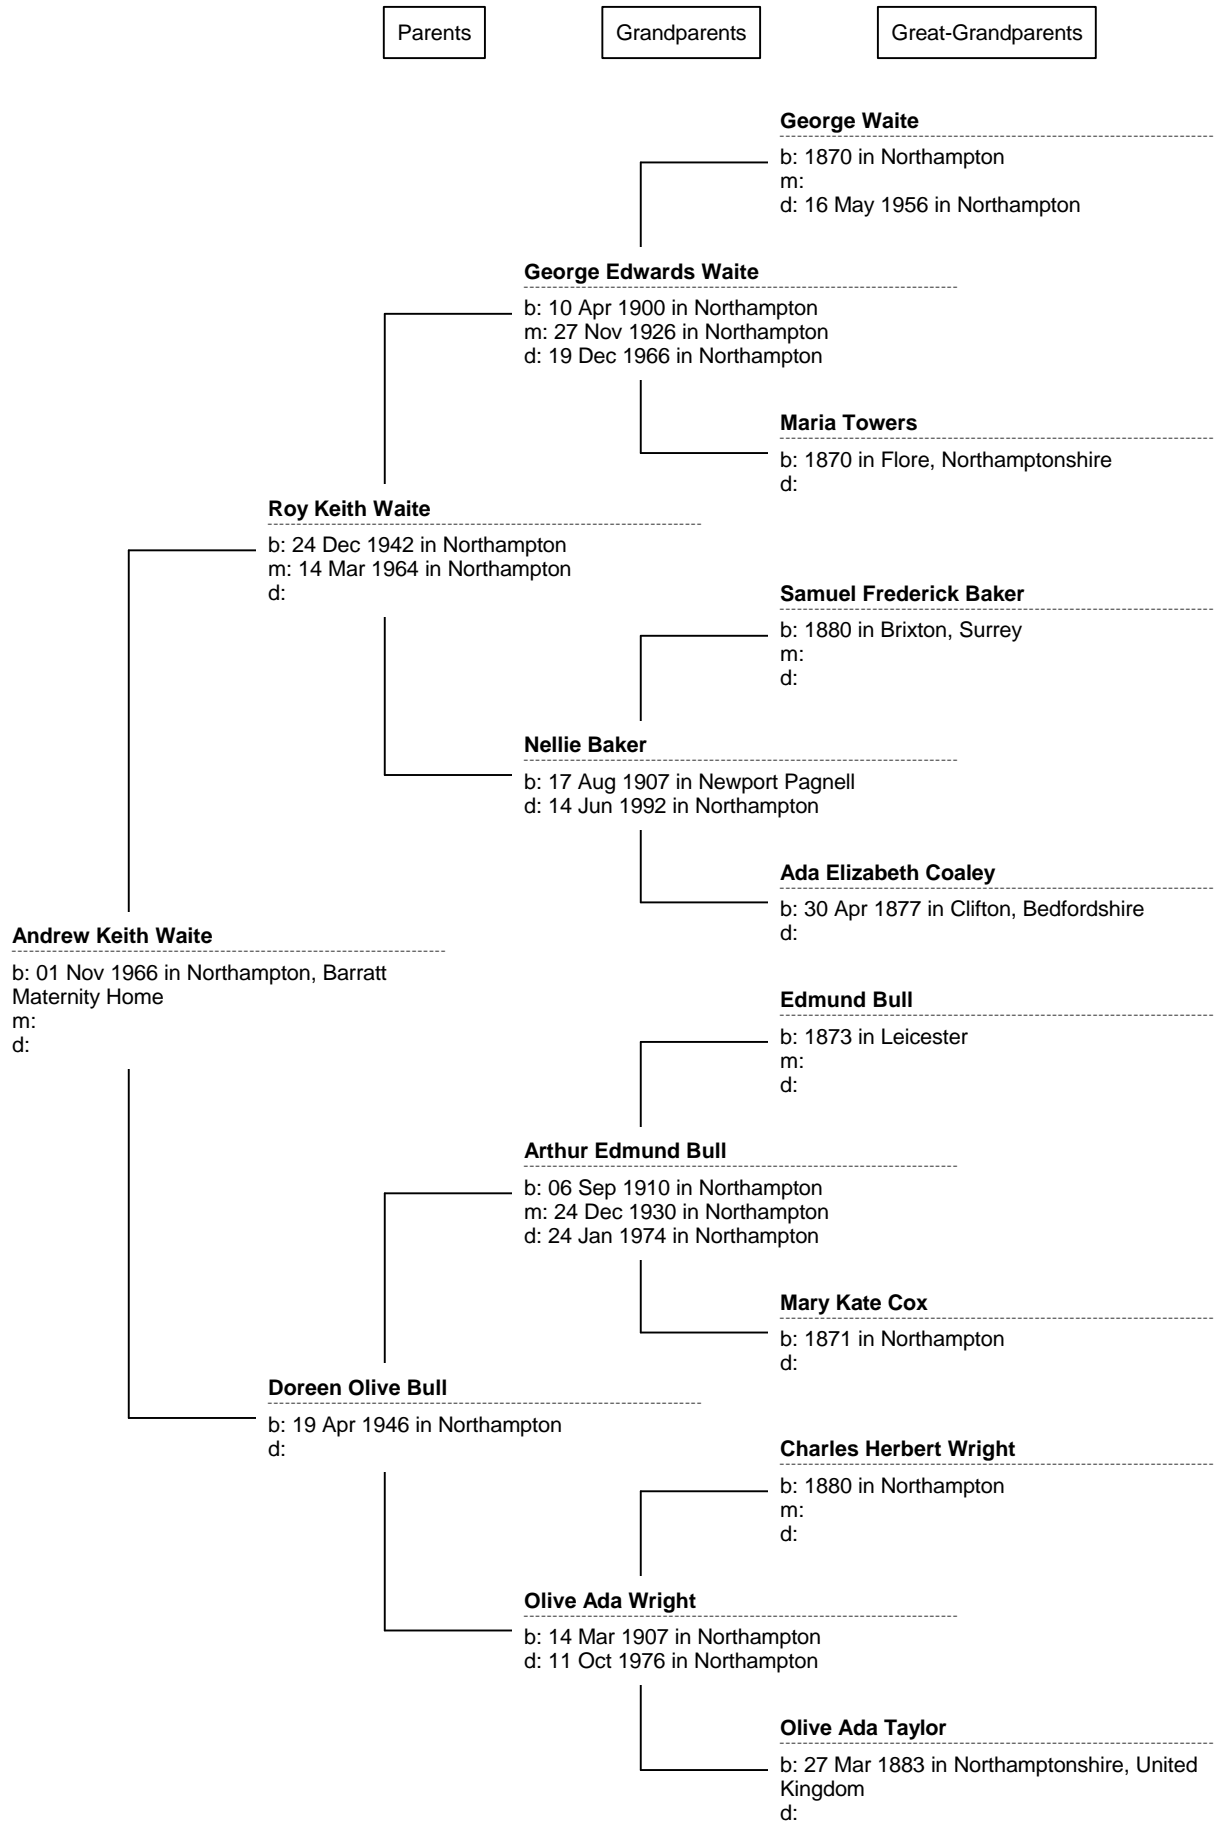 Parents
Grandparents
Great-Grandparents
George Waite
b: 1870 in Northampton
m:
d: 16 May 1956 in Northampton
George Edwards Waite
b: 10 Apr 1900 in Northampton
m: 27 Nov 1926 in Northampton
d: 19 Dec 1966 in Northampton
Maria Towers
b: 1870 in Flore, Northamptonshire
d:
Roy Keith Waite
b: 24 Dec 1942 in Northampton
m: 14 Mar 1964 in Northampton
d:
Samuel Frederick Baker
b: 1880 in Brixton, Surrey
m:
d:
Nellie Baker
b: 17 Aug 1907 in Newport Pagnell
d: 14 Jun 1992 in Northampton
Ada Elizabeth Coaley
b: 30 Apr 1877 in Clifton, Bedfordshire
d:
Andrew Keith Waite
b: 01 Nov 1966 in Northampton, Barratt
Maternity Home
m:
d:
Edmund Bull
b: 1873 in Leicester
m:
d:
Arthur Edmund Bull
b: 06 Sep 1910 in Northampton
m: 24 Dec 1930 in Northampton
d: 24 Jan 1974 in Northampton
Mary Kate Cox
b: 1871 in Northampton
d:
Doreen Olive Bull
b: 19 Apr 1946 in Northampton
d:
Charles Herbert Wright
b: 1880 in Northampton
m:
d:
Olive Ada Wright
b: 14 Mar 1907 in Northampton
d: 11 Oct 1976 in Northampton
Olive Ada Taylor
b: 27 Mar 1883 in Northamptonshire, United
Kingdom
d: